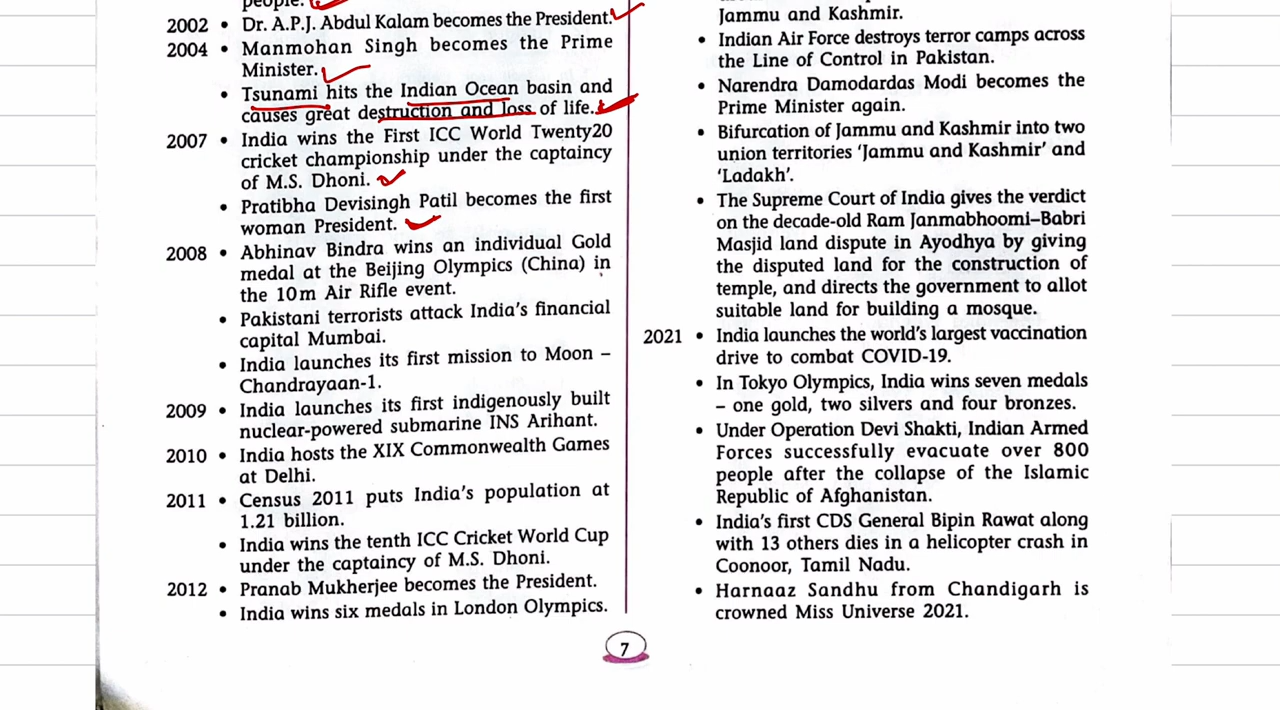 people.
2002 • Dr. A.P.J. Abdul Kalam becomes the President.
2004 • Manmohan Singh becomes the Prime
Minister.
• Tsunami hits the Indian Ocean basin and
causes great destruction and loss of life.
2007 • India wins the First ICC World Twenty20
cricket championship under the captaincy
of M.S. Dhoni.
• Pratibha Devisingh Patil becomes the first
woman President.
2008 • Abhinav Bindra wins an individual Gold
medal at the Beijing Olympics (China) in
the 10m Air Rifle event.
• Pakistani terrorists attack India's financial
capital Mumbai.
• India launches its first mission to Moon –
Chandrayaan-1.
2009 • India launches its first indigenously built
nuclear-powered submarine INS Arihant.
2010 • India hosts the XIX Commonwealth Games
at Delhi.
2011 • Census 2011 puts India's population at
1.21 billion.
• India wins the tenth ICC Cricket World Cup
under the captaincy of M.S. Dhoni.
2012 • Pranab Mukherjee becomes the President.
• India wins six medals in London Olympics.
Jammu and Kashmir.
• Indian Air Force destroys terror camps across
the Line of Control in Pakistan.
• Narendra Damodardas Modi becomes the
Prime Minister again.
• Bifurcation of Jammu and Kashmir into two
union territories 'Jammu and Kashmir' and
'Ladakh'.
• The Supreme Court of India gives the verdict
on the decade-old Ram Janmabhoomi–Babri
Masjid land dispute in Ayodhya by giving
the disputed land for the construction of
temple, and directs the government to allot
suitable land for building a mosque.
2021 • India launches the world's largest vaccination
drive to combat COVID-19.
• In Tokyo Olympics, India wins seven medals
– one gold, two silvers and four bronzes.
• Under Operation Devi Shakti, Indian Armed
Forces successfully evacuate over 800
people after the collapse of the Islamic
Republic of Afghanistan.
• India's first CDS General Bipin Rawat along
with 13 others dies in a helicopter crash in
Coonoor, Tamil Nadu.
• Harnaaz Sandhu from Chandigarh is
crowned Miss Universe 2021.
7